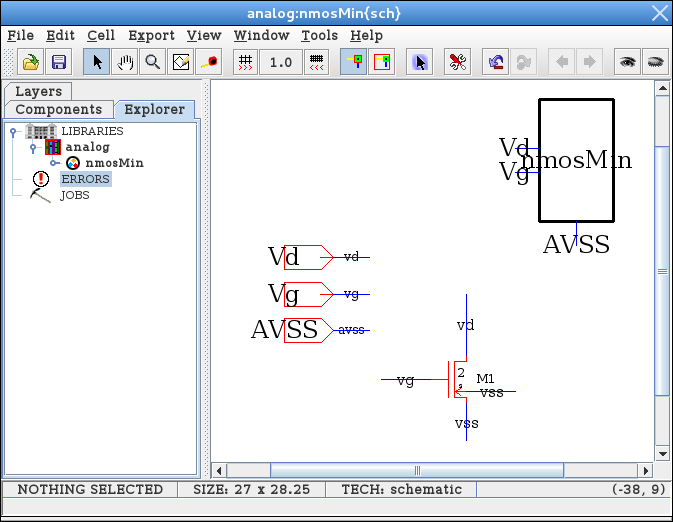 analog:nmosMin{sch}
File Edit Cell Export View Window Tools Help
1.0
Layers
Components Explorer
LIBRARIES
analog
nmosMin
ERRORS
JOBS
Vd
Vg
nmosMin
AVSS
Vd vd
Vg vg
AVSS avss
vd
vg
2
M1
vss
vss
NOTHING SELECTED SIZE: 27 x 28.25 TECH: schematic (-38, 9)